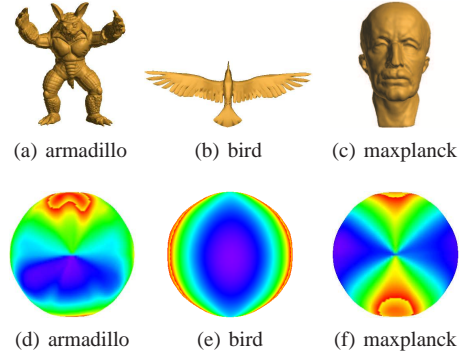 (a) armadillo
(b) bird
(c) maxplanck
(d) armadillo
(e) bird
(f) maxplanck